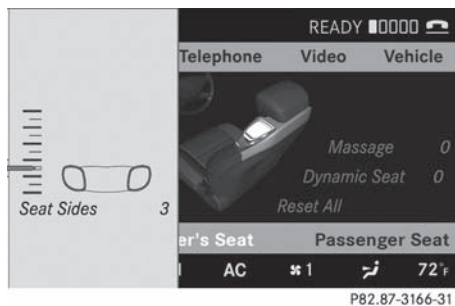 READY
Telephone Video Vehicle
Massage 0
Dynamic Seat 0
Seat Sides 3
Reset All
er's Seat Passenger Seat
AC 1 72°F
P82.87-3166-31